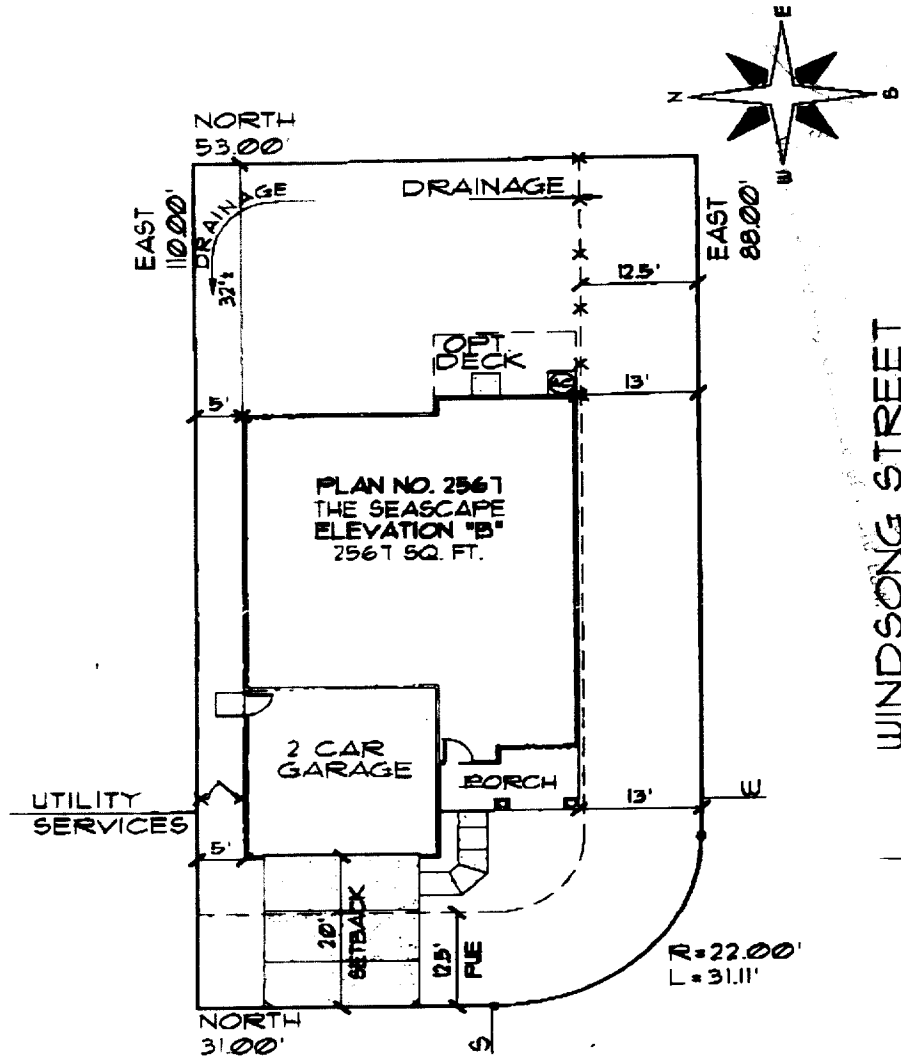 E
N
S
W
NORTH
53.00'
DRAINAGE
DRAINAGE
EAST
110.00'
EAST
88.00'
32'±
12.5'
OPT.
DECK
13'
5'
PLAN NO. 2567
THE SEASCAPE
ELEVATION "B"
2567 SQ. FT.
WINDSONG STREET
2 CAR
GARAGE
PORCH
13'
W
UTILITY
SERVICES
5'
20'
SETBACK
12.5'
PUE
R=22.00'
L=31.11'
NORTH
31.00'
S